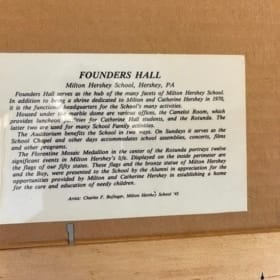 FOUNDERS HALL
Milton Hershey School, Hershey, PA
Founders Hall serves as the hub of the many facets of Milton Hershey School.
In addition to being a shrine dedicated to Milton and Catherine Hershey in 1970,
it is the functional headquarters for the School's many activities.
Housed under the marble dome are various offices, the Camelot Room, which
provides luncheon facilities for Catherine Hall students, and the Rotunda. The
latter two are used for many School Family activities.
The Auditorium benefits the School in two ways. On Sundays it serves as the
School Chapel and other days accommodates school assemblies, concerts, films
and other programs.
The Florentine Mosaic Medallion in the center of the Rotunda portrays twelve
significant events in Milton Hershey's life. Displayed on the inside perimeter are
the flags of our fifty states. These flags and the bronze statue of Milton Hershey
and the Boy, were presented to the School by the Alumni in appreciation for the
opportunities provided by Milton and Catherine Hershey in establishing a home
for the care and education of needy children.
Artist: Charles F. Milton Hershey School '45